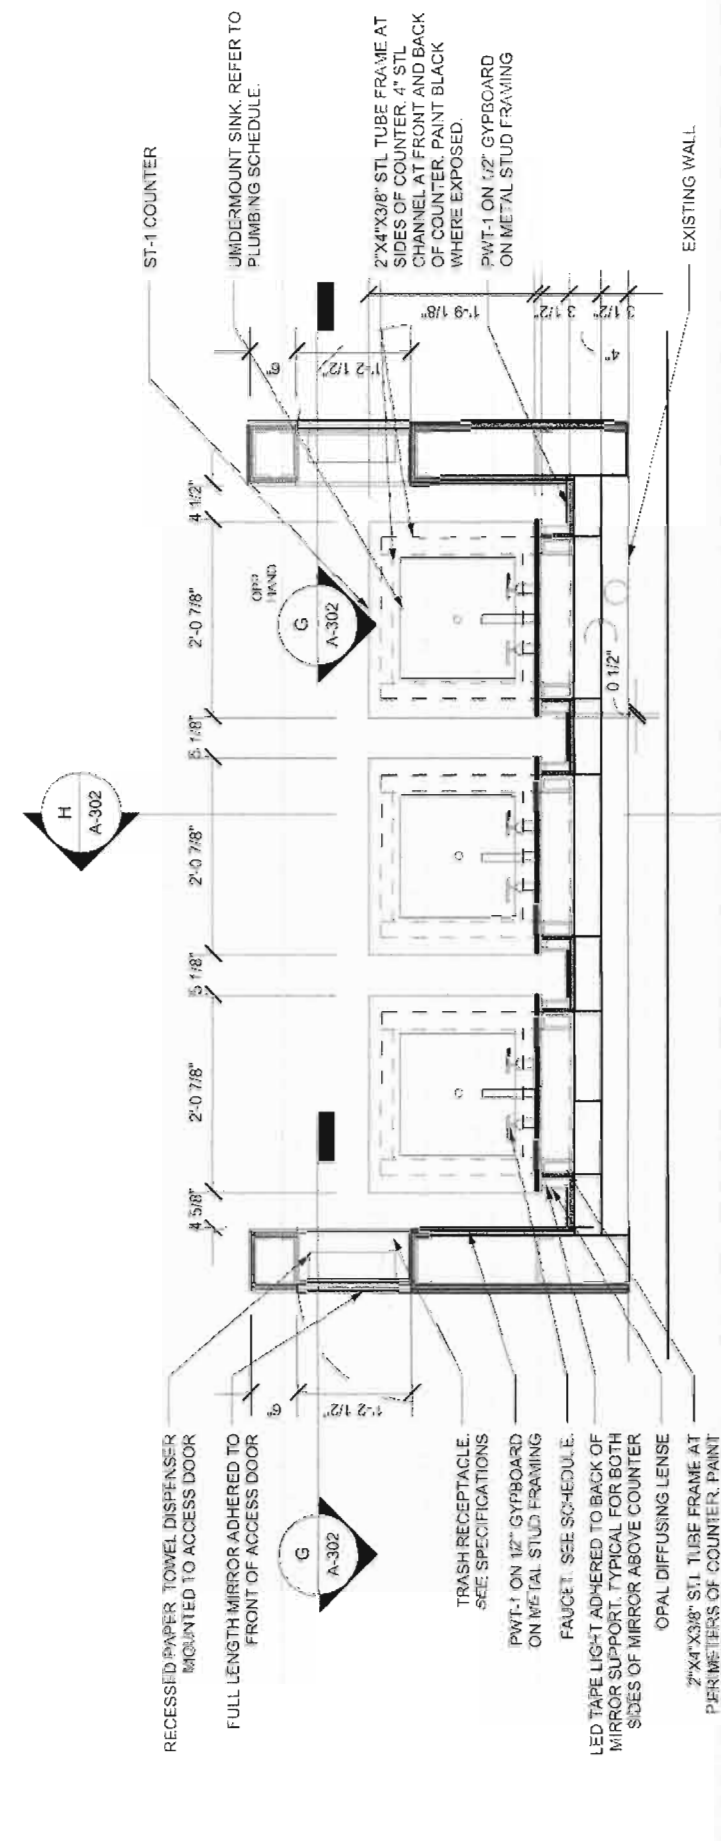 ST-1 COUNTER
UMDERMOUNT SINK. REFER TO
PLUMBING SCHEDULE.
2"X4"X3/8" STL TUBE FRAME AT
SIDES OF COUNTER. 4" STL
CHANNEL AT FRONT AND BACK
OF COUNTER. PAINT BLACK
WHERE EXPOSED.
PWT-1 ON 1/2" GYPBOARD
ON METAL STUD FRAMING
EXISTING WALL
6"
1'-2 1/2"
1'-9 1/8"
3 1/2"
3 1/2"
4"
H
A-302
4 5/8"
2'-0 7/8"
5 1/8"
2'-0 7/8"
5 1/8"
2'-0 7/8"
4 1/2"
OPP
HAND
G
A-302
0 1/2"
6"
1'-2 1/2"
G
A-302
RECESSED PAPER TOWEL DISPENSER
MOUNTED TO ACCESS DOOR
FULL LENGTH MIRROR ADHERED TO
FRONT OF ACCESS DOOR
TRASH RECEPTACLE.
SEE SPECIFICATIONS
PWT-1 ON 1/2" GYPBOARD
ON METAL STUD FRAMING
FAUCET. SEE SCHEDULE.
LED TAPE LIGHT ADHERED TO BACK OF
MIRROR SUPPORT. TYPICAL FOR BOTH
SIDES OF MIRROR ABOVE COUNTER
OPAL DIFFUSING LENSE
2"X4"X3/8" STL TUBE FRAME AT
PERIMETERS OF COUNTER. PAINT